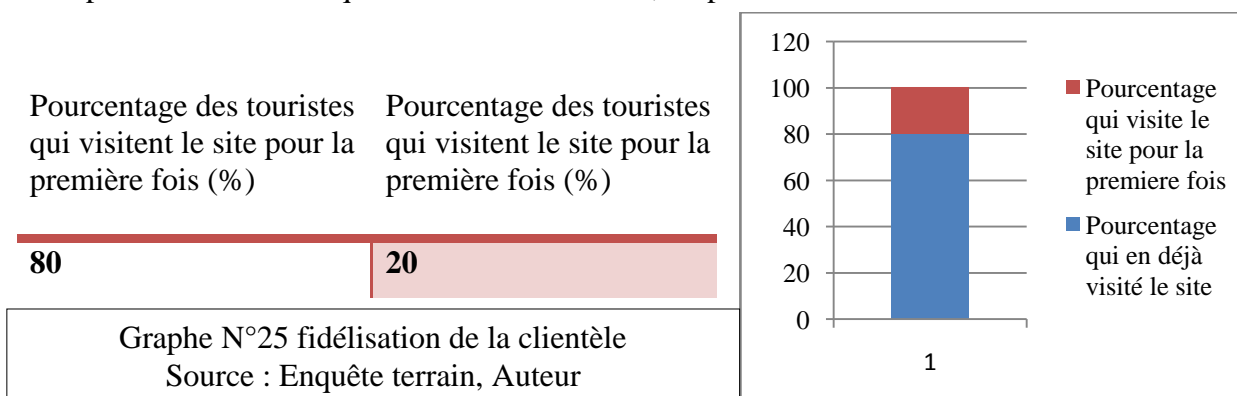 Pourcentage des touristes
qui visitent le site pour la
première fois (%)
Pourcentage des touristes
qui visitent le site pour la
première fois (%)
80
20
Graphe N°25 fidélisation de la clientèle
Source : Enquête terrain, Auteur
120
100
80
60
40
20
0
1
Pourcentage
qui visite le
site pour la
premiere fois
Pourcentage
qui en déjà
visité le site